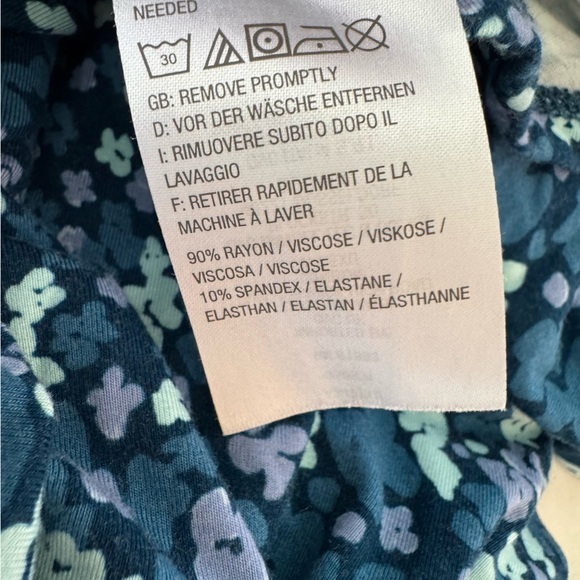 NEEDED
30
GB: REMOVE PROMPTLY
D: VOR DER WÄSCHE ENTFERNEN
I: RIMUOVERE SUBITO DOPO IL
LAVAGGIO
F: RETIRER RAPIDEMENT DE LA
MACHINE À LAVER
90% RAYON / VISCOSE / VISKOSE /
VISCOSA / VISCOSE
10% SPANDEX / ELASTANE /
ELASTHAN / ELASTAN / ÉLASTHANNE